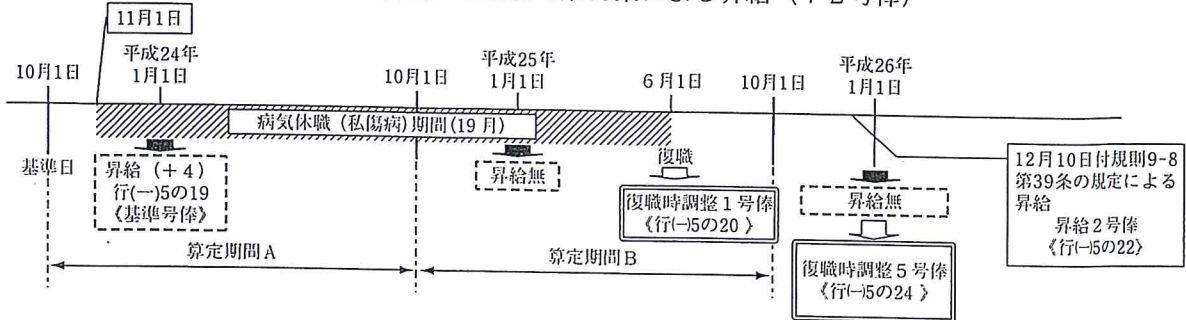 による昇給（＋2号俸）
11月1日
平成24年
1月1日
平成25年
1月1日
平成26年
1月1日
10月1日
10月1日
6月1日
10月1日
病気休職（私傷病）期間（19月）
基準日
昇給（＋4）
行(一)5の19
《基準号俸》
昇給無
復職
復職時調整1号俸
《行(一)5の20》
昇給無
復職時調整5号俸
《行(一)5の24》
12月10日付規則9-8
第39条の規定による
昇給
昇給2号俸
《行(一)5の22》
算定期間A
算定期間B